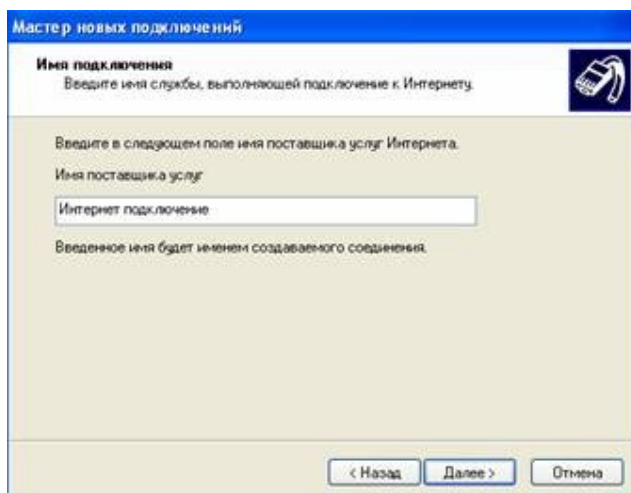 Мастер новых подключений
Имя подключения
Введите имя службы, выполняющей подключение к Интернету.
Введите в следующем поле имя поставщика услуг Интернета.
Имя поставщика услуг
Интернет подключение
Введенное имя будет именем создаваемого соединения.
< Назад Далее > Отмена